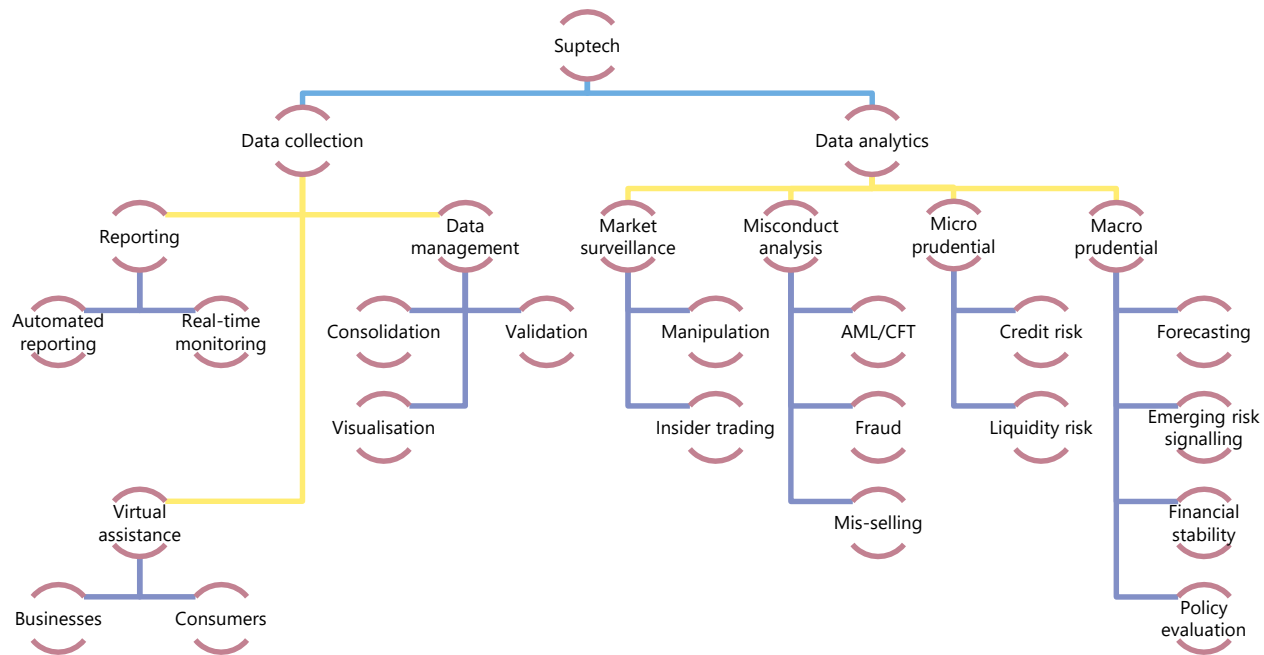 Suptech
Data collection
Data analytics
Reporting
Data
management
Market
surveillance
Misconduct
analysis
Micro
prudential
Macro
prudential
Automated
reporting
Real-time
monitoring
Consolidation
Validation
Manipulation
AML/CFT
Credit risk
Forecasting
Visualisation
Insider trading
Fraud
Liquidity risk
Emerging risk
signalling
Virtual
assistance
Mis-selling
Financial
stability
Businesses
Consumers
Policy
evaluation